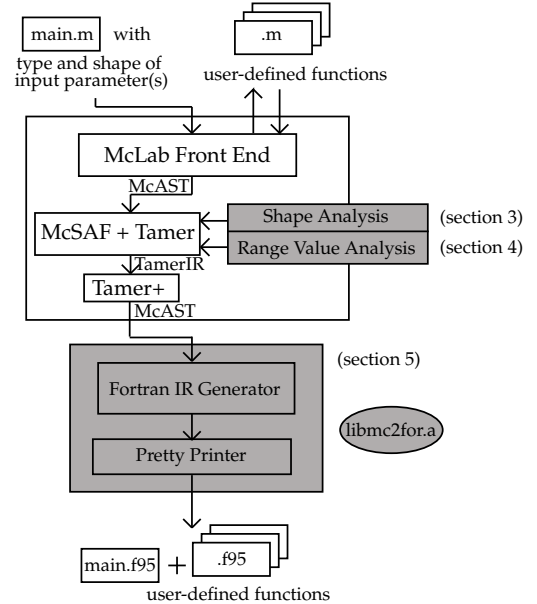 main.m with
type and shape of
input parameter(s)
.m
user-defined functions
McLab Front End
McAST
McSAF + Tamer
Shape Analysis (section 3)
Range Value Analysis (section 4)
TamerIR
Tamer+
McAST
(section 5)
Fortran IR Generator
libmc2for.a
Pretty Printer
main.f95 + .f95
user-defined functions